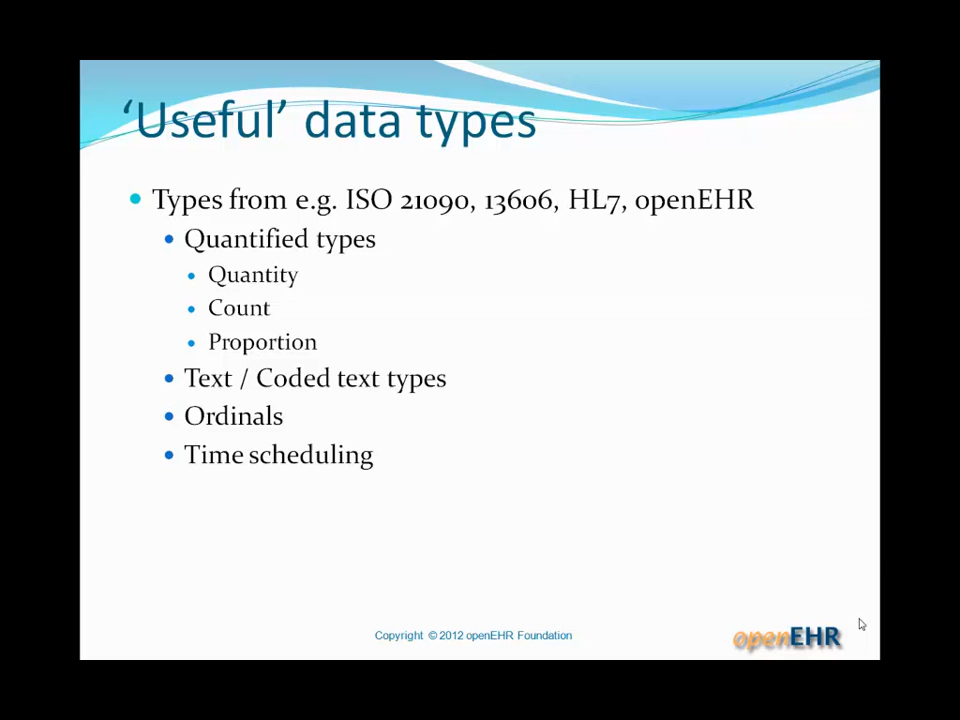 ‘Useful’ data types
• Types from e.g. ISO 21090, 13606, HL7, openEHR
• Quantified types
• Quantity
• Count
• Proportion
• Text / Coded text types
• Ordinals
• Time scheduling
Copyright © 2012 openEHR Foundation
openEHR